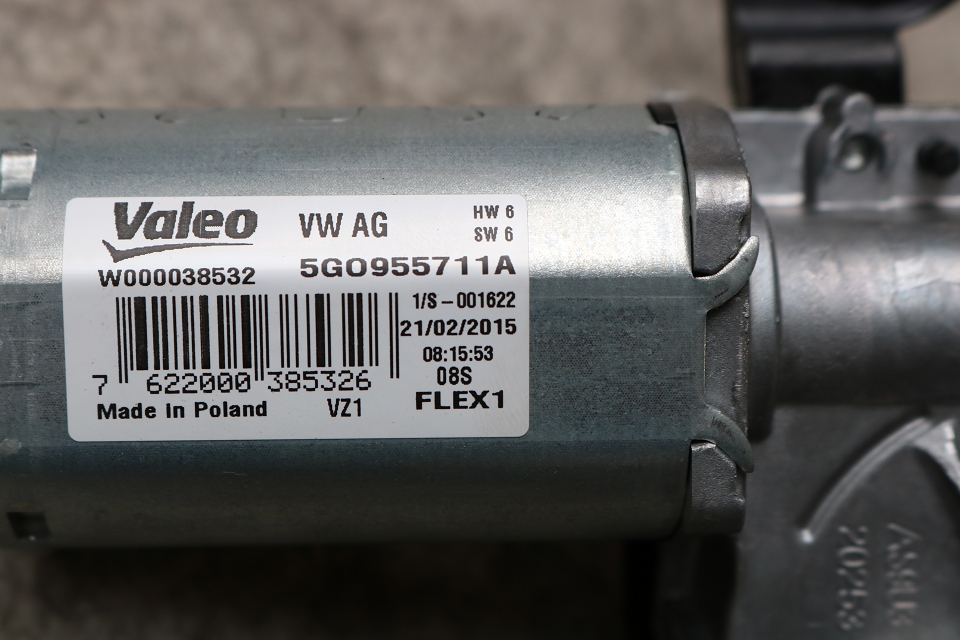 Valeo
VW AG
HW 6
SW 6
W000038532
5G0955711A
1/S-001622
21/02/2015
08:15:53
08S
7 622000 385326
Made in Poland
VZ1
FLEX1